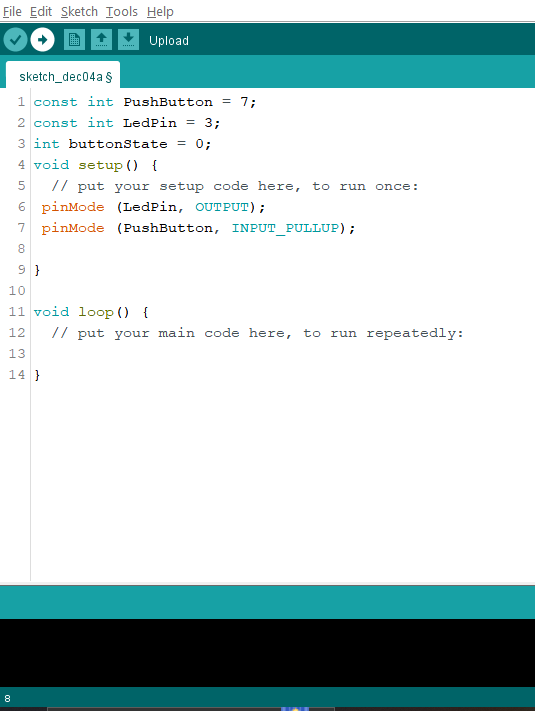 File Edit Sketch Tools Help
Upload
sketch_dec04a §
1 const int PushButton = 7;
2 const int LedPin = 3;
3 int buttonState = 0;
4 void setup() {
5 // put your setup code here, to run once:
6 pinMode (LedPin, OUTPUT);
7 pinMode (PushButton, INPUT_PULLUP);
8
9 }
10
11 void loop() {
12 // put your main code here, to run repeatedly:
13
14 }
8